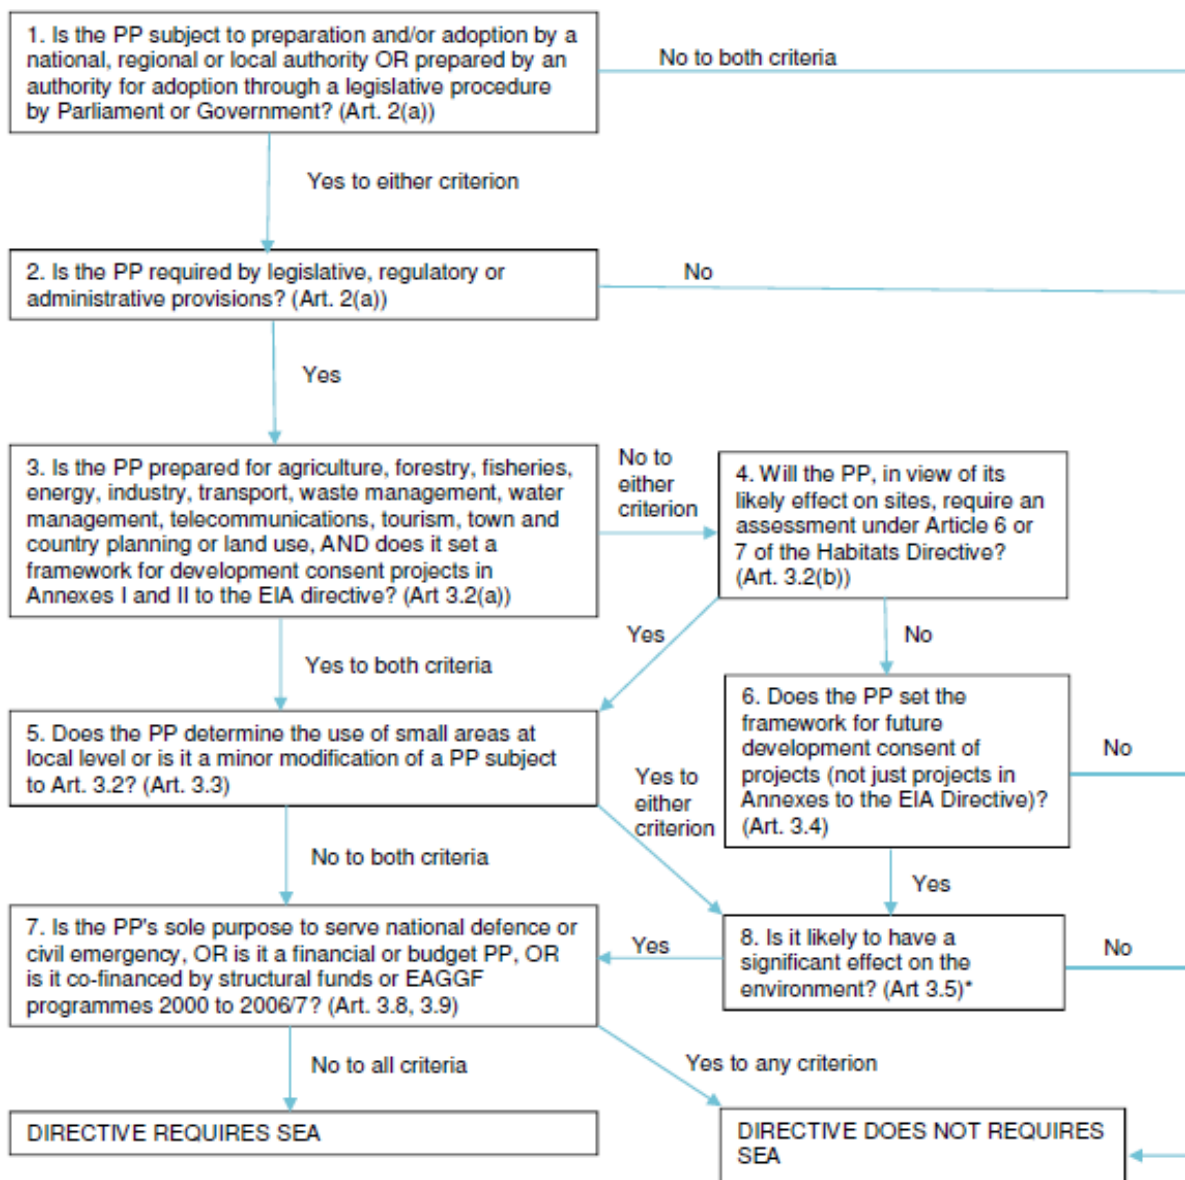 1. Is the PP subject to preparation and/or adoption by a
national, regional or local authority OR prepared by an
authority for adoption through a legislative procedure
by Parliament or Government? (Art. 2(a))
No to both criteria
Yes to either criterion
2. Is the PP required by legislative, regulatory or
administrative provisions? (Art. 2(a))
No
Yes
3. Is the PP prepared for agriculture, forestry, fisheries,
energy, industry, transport, waste management, water
management, telecommunications, tourism, town and
country planning or land use, AND does it set a
framework for development consent projects in
Annexes I and II to the EIA directive? (Art 3.2(a))
No to
either
criterion
4. Will the PP, in view of its
likely effect on sites, require an
assessment under Article 6 or
7 of the Habitats Directive?
(Art. 3.2(b))
Yes to both criteria
Yes
No
5. Does the PP determine the use of small areas at
local level or is it a minor modification of a PP subject
to Art. 3.2? (Art. 3.3)
6. Does the PP set the
framework for future
development consent of
projects (not just projects in
Annexes to the EIA Directive)?
(Art. 3.4)
No
Yes to
either
criterion
No to both criteria
Yes
7. Is the PP's sole purpose to serve national defence or
civil emergency, OR is it a financial or budget PP, OR
is it co-financed by structural funds or EAGGF
programmes 2000 to 2006/7? (Art. 3.8, 3.9)
Yes
8. Is it likely to have a
significant effect on the
environment? (Art 3.5)*
No
No to all criteria
Yes to any criterion
DIRECTIVE REQUIRES SEA
DIRECTIVE DOES NOT REQUIRES
SEA